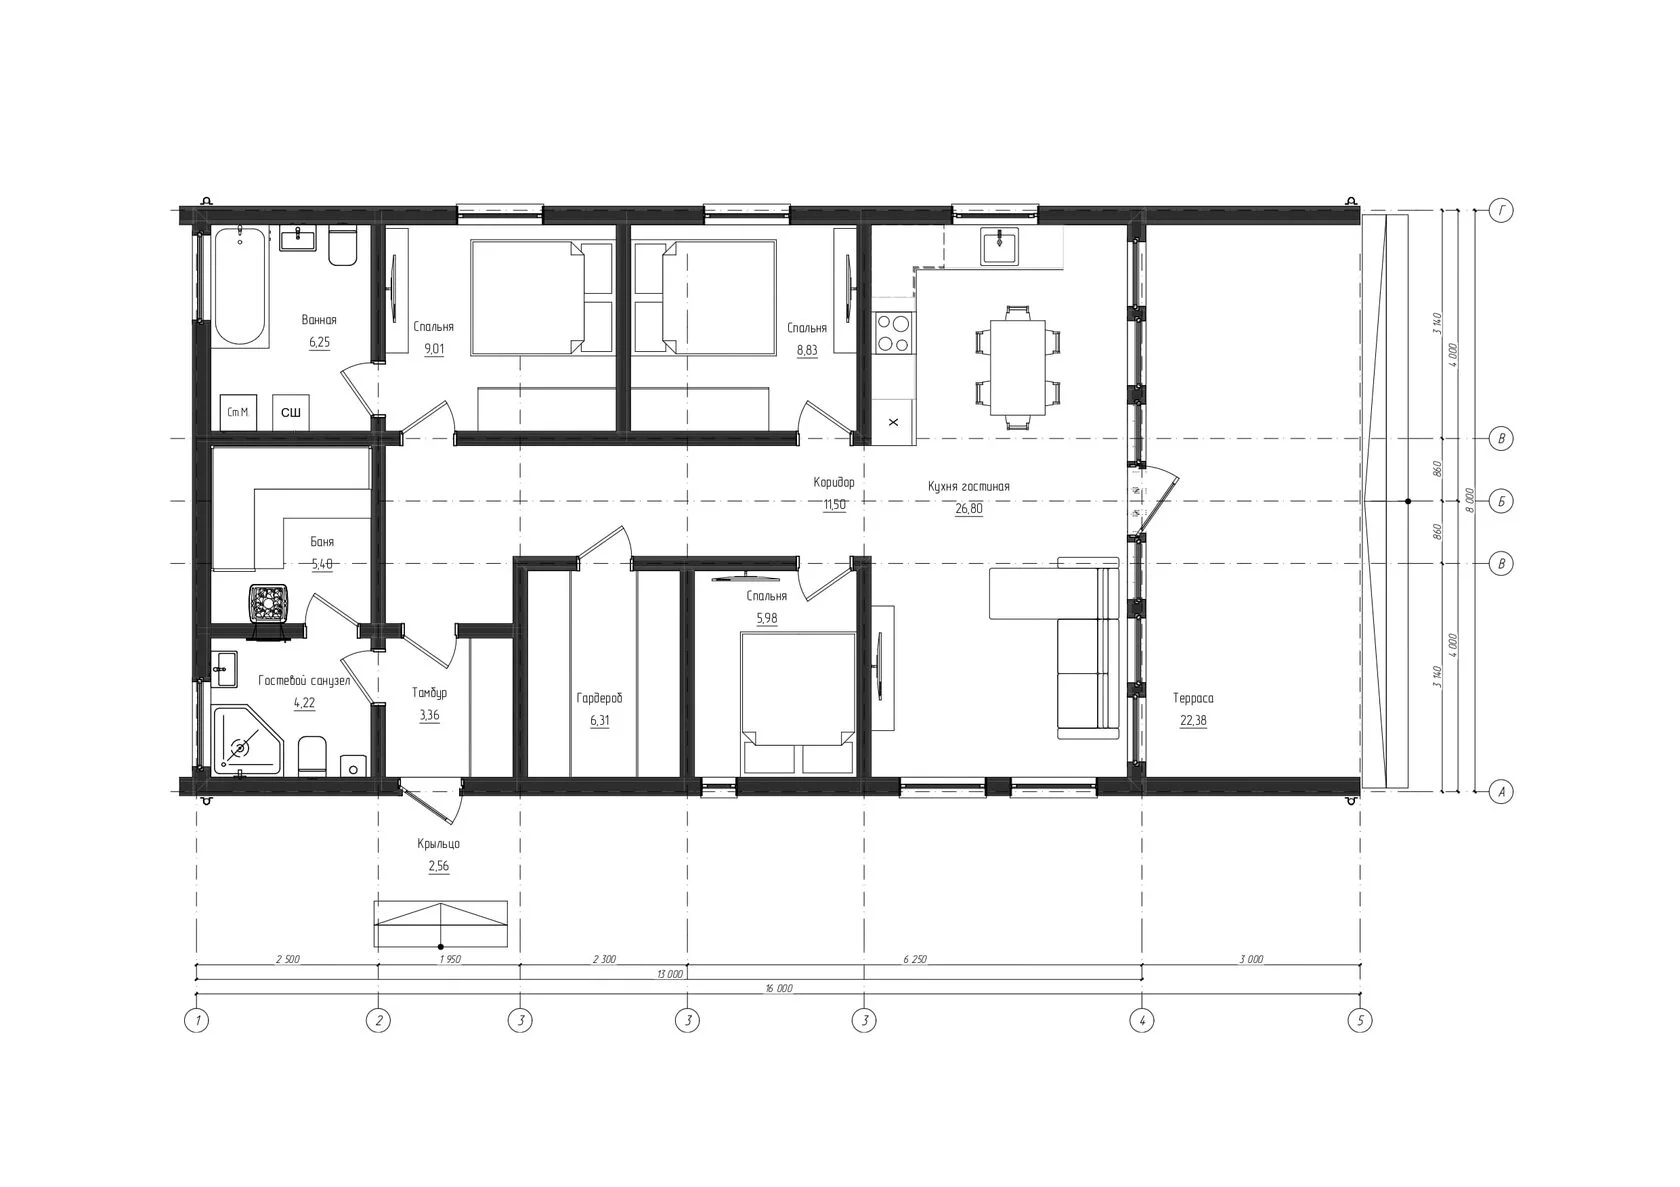 Г
Ванная
6,25
Ст.М.
СШ
Спальня
9,01
Спальня
8,83
X
3 140
4 000
В
860
Коридор
11,50
Кухня гостиная
26,80
8 000
Б
860
Баня
5,40
В
Спальня
5,98
Гостевой санузел
4,22
Тамбур
3,36
Гардероб
6,31
Терраса
22,38
3 140
4 000
А
Крыльцо
2,56
2 500
1 950
2 300
6 250
3 000
13 000
16 000
1
2
3
3
3
4
5